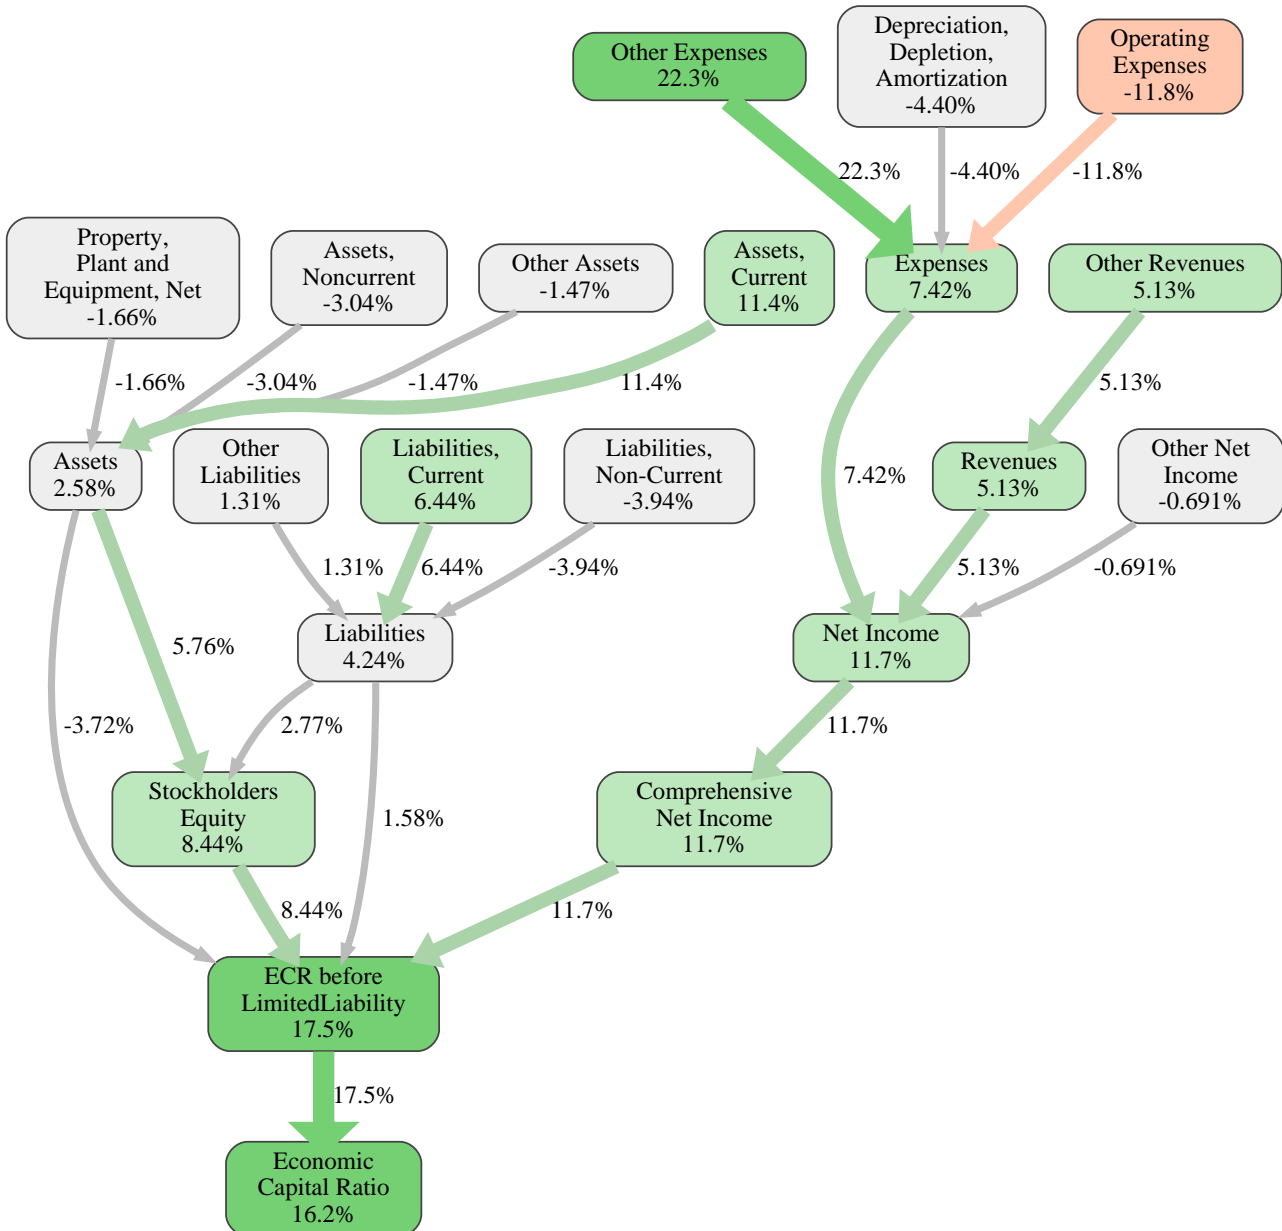 Other Expenses
22.3%
Depreciation,
Depletion,
Amortization
-4.40%
Operating
Expenses
-11.8%
22.3%
-4.40%
-11.8%
Property,
Plant and
Equipment, Net
-1.66%
Assets,
Noncurrent
-3.04%
Other Assets
-1.47%
Assets,
Current
11.4%
Expenses
7.42%
Other Revenues
5.13%
-1.66%
-3.04%
-1.47%
11.4%
5.13%
Assets
2.58%
Other
Liabilities
1.31%
Liabilities,
Current
6.44%
Liabilities,
Non-Current
-3.94%
7.42%
Revenues
5.13%
Other Net
Income
-0.691%
1.31%
6.44%
-3.94%
5.13%
-0.691%
Liabilities
4.24%
Net Income
11.7%
5.76%
-3.72%
2.77%
11.7%
Stockholders
Equity
8.44%
1.58%
Comprehensive
Net Income
11.7%
8.44%
11.7%
ECR before
LimitedLiability
17.5%
17.5%
Economic
Capital Ratio
16.2%